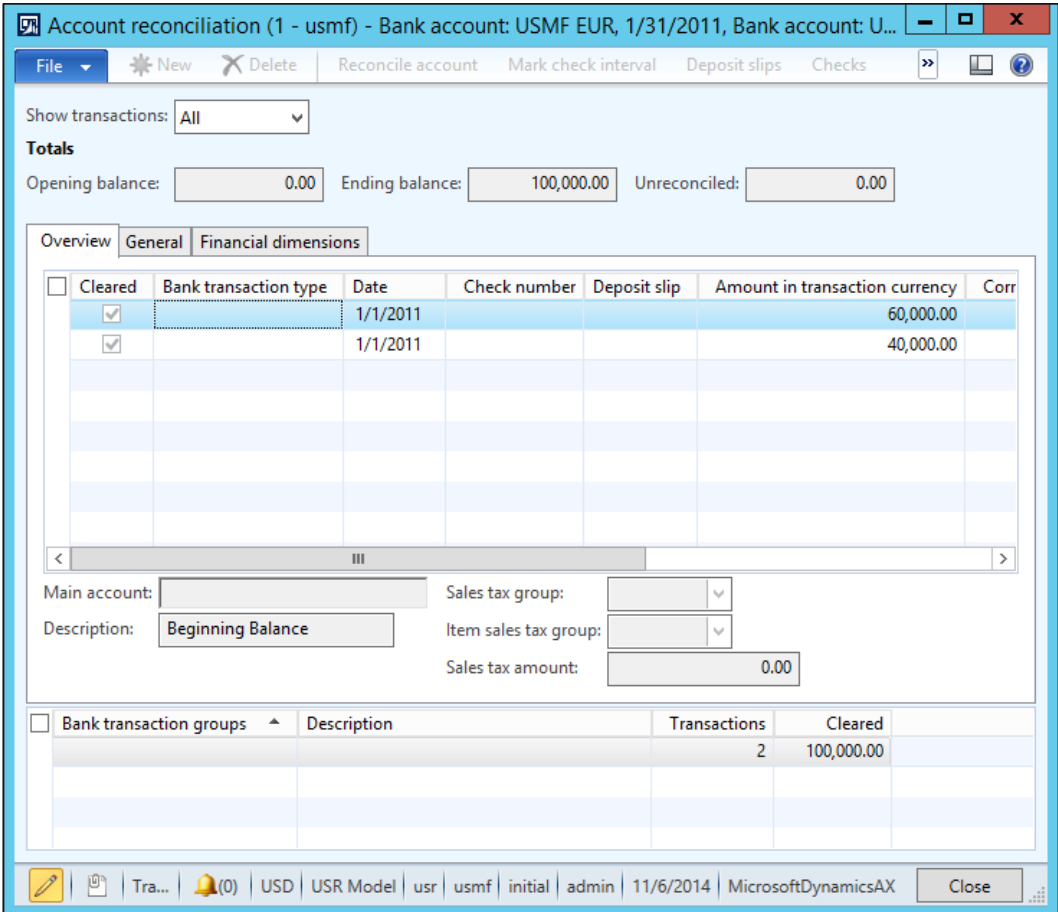 Account reconciliation (1 - usmf) - Bank account: USMF EUR, 1/31/2011, Bank account: U...
File New Delete Reconcile account Mark check interval Deposit slips Checks »
Show transactions: All
Totals
Opening balance: 0.00 Ending balance: 100,000.00 Unreconciled: 0.00
Overview General Financial dimensions
Cleared Bank transaction type Date Check number Deposit slip Amount in transaction currency Corr
1/1/2011 60,000.00
1/1/2011 40,000.00
Main account: Sales tax group:
Description: Beginning Balance Item sales tax group:
Sales tax amount: 0.00
Bank transaction groups Description Transactions Cleared
2 100,000.00
Tra... (0) USD USR Model usr usmf initial admin 11/6/2014 MicrosoftDynamicsAX Close